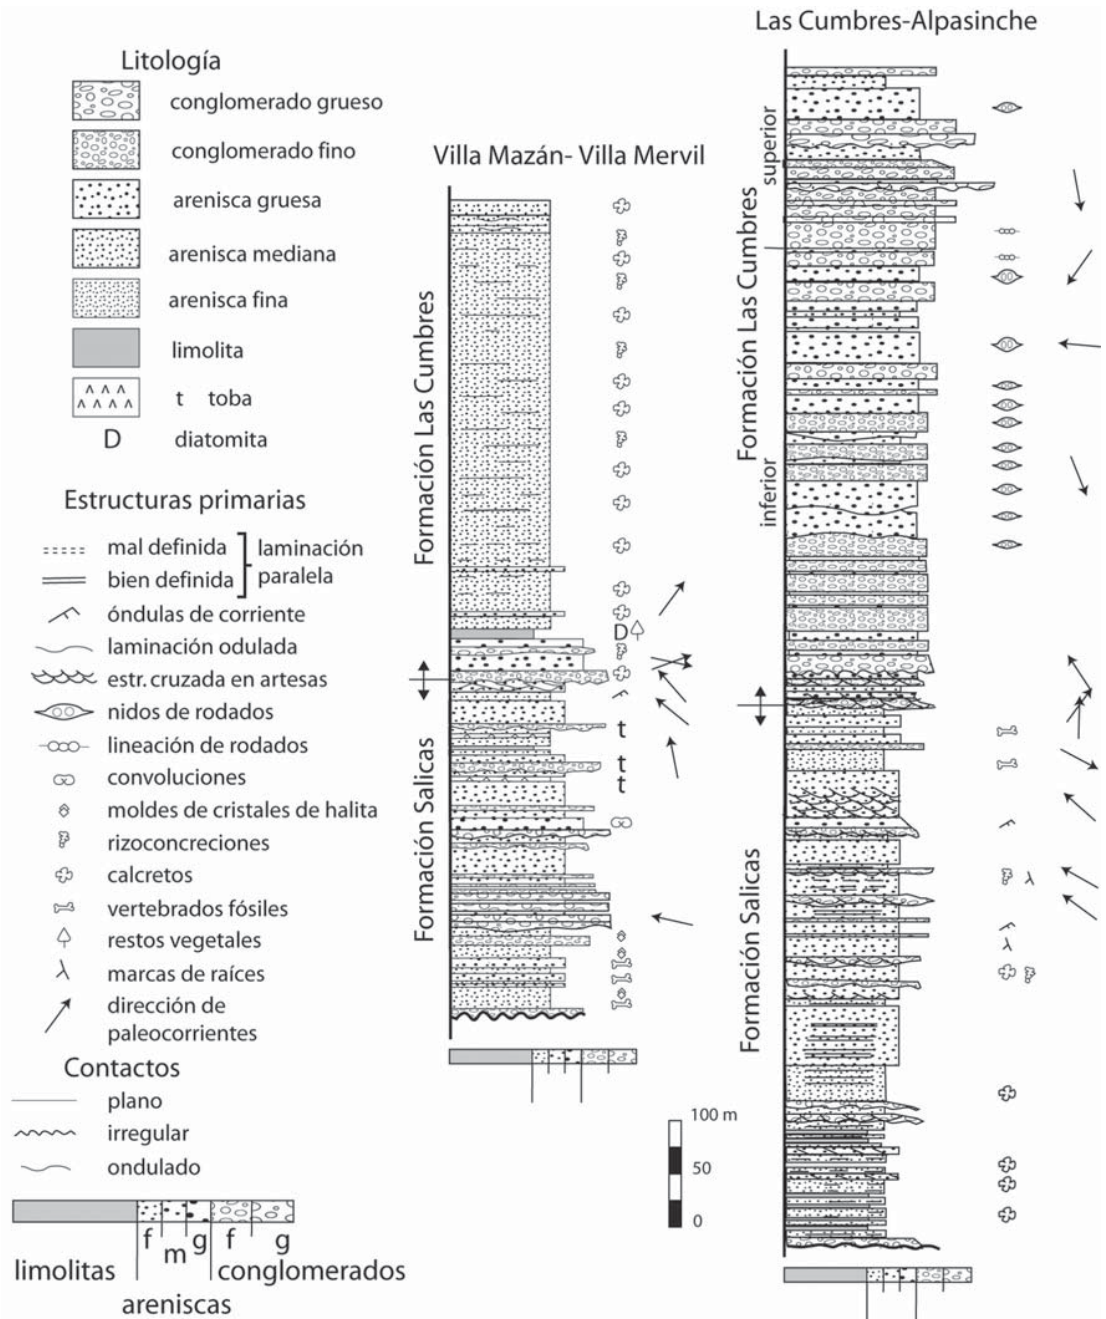 Las Cumbres-Alpasinche
Litología
conglomerado grueso
conglomerado fino
arenisca gruesa
arenisca mediana
arenisca fina
limolita
t toba
D diatomita
Estructuras primarias
mal definida
bien definida
laminación
paralela
óndulas de corriente
laminación odulada
estr. cruzada en artesas
nidos de rodados
lineación de rodados
convoluciones
moldes de cristales de halita
rizoconcreciones
calcretos
vertebrados fósiles
restos vegetales
marcas de raíces
dirección de
paleocorrientes
Contactos
plano
irregular
ondulado
f m g f g
limolitas
areniscas
conglomerados
Villa Mazán- Villa Mervil
Formación Las Cumbres
Formación Salicas
D
t
t
t
100 m
50
0
superior
Formación Las Cumbres
inferior
Formación Salicas